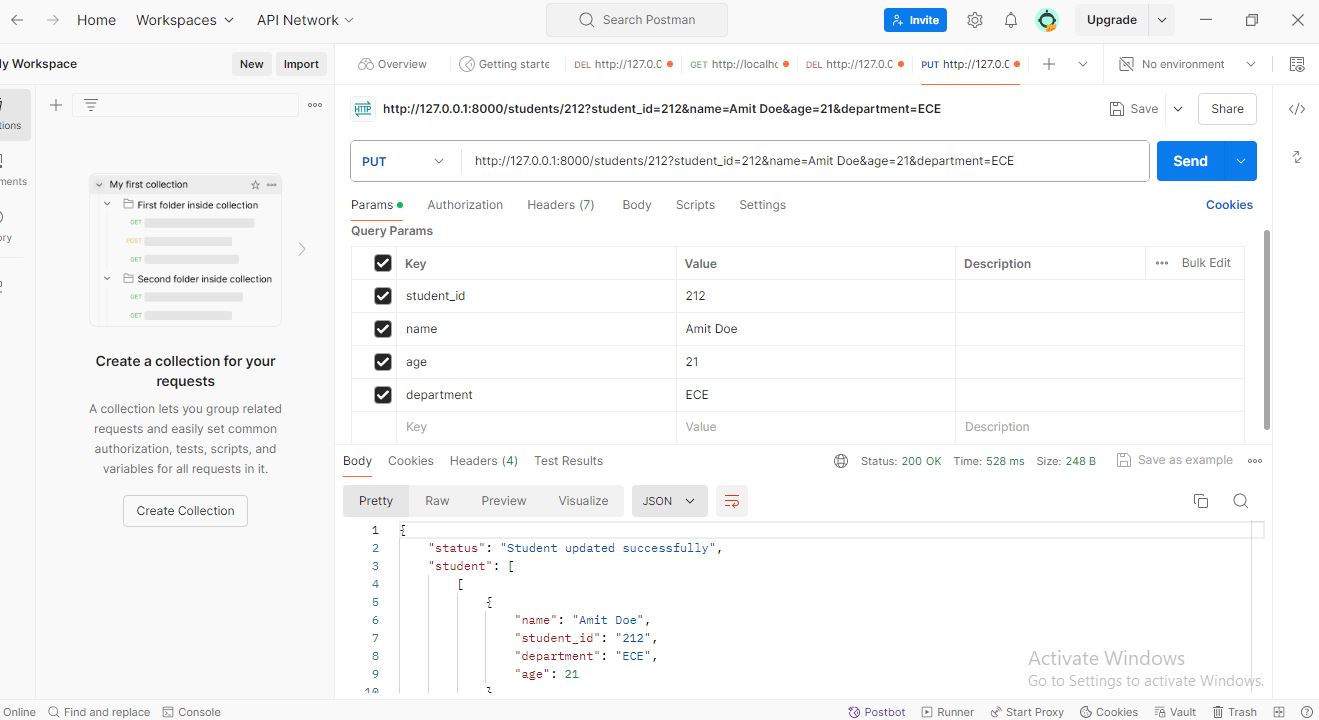 Home Workspaces API Network Search Postman Invite Upgrade
ly Workspace New Import
Overview Getting starte DEL http://127.0.C GET http://localhc DEL http://127.0.C PUT http://127.0.C No environment
HTTP http://127.0.0.1:8000/students/212?student_id=212&name=Amit Doe&age=21&department=ECE Save Share
PUT http://127.0.0.1:8000/students/212?student_id=212&name=Amit Doe&age=21&department=ECE Send
Params Authorization Headers (7) Body Scripts Settings Cookies
Query Params
Key Value Description Bulk Edit
student_id 212
name Amit Doe
age 21
department ECE
Key Value Description
tions
ments
ory
My first collection
First folder inside collection
GET
POST
GET
Second folder inside collection
GET
GET
Create a collection for your
requests
A collection lets you group related
requests and easily set common
authorization, tests, scripts, and
variables for all requests in it.
Create Collection
Body Cookies Headers (4) Test Results Status: 200 OK Time: 528 ms Size: 248 B Save as example
Pretty Raw Preview Visualize JSON
1 {
2 "status": "Student updated successfully",
3 "student": [
4 [
5 {
6 "name": "Amit Doe",
7 "student_id": "212",
8 "department": "ECE",
9 "age": 21
10 }
Activate Windows
Go to Settings to activate Windows.
Online Find and replace Console Postbot Runner Start Proxy Cookies Vault Trash